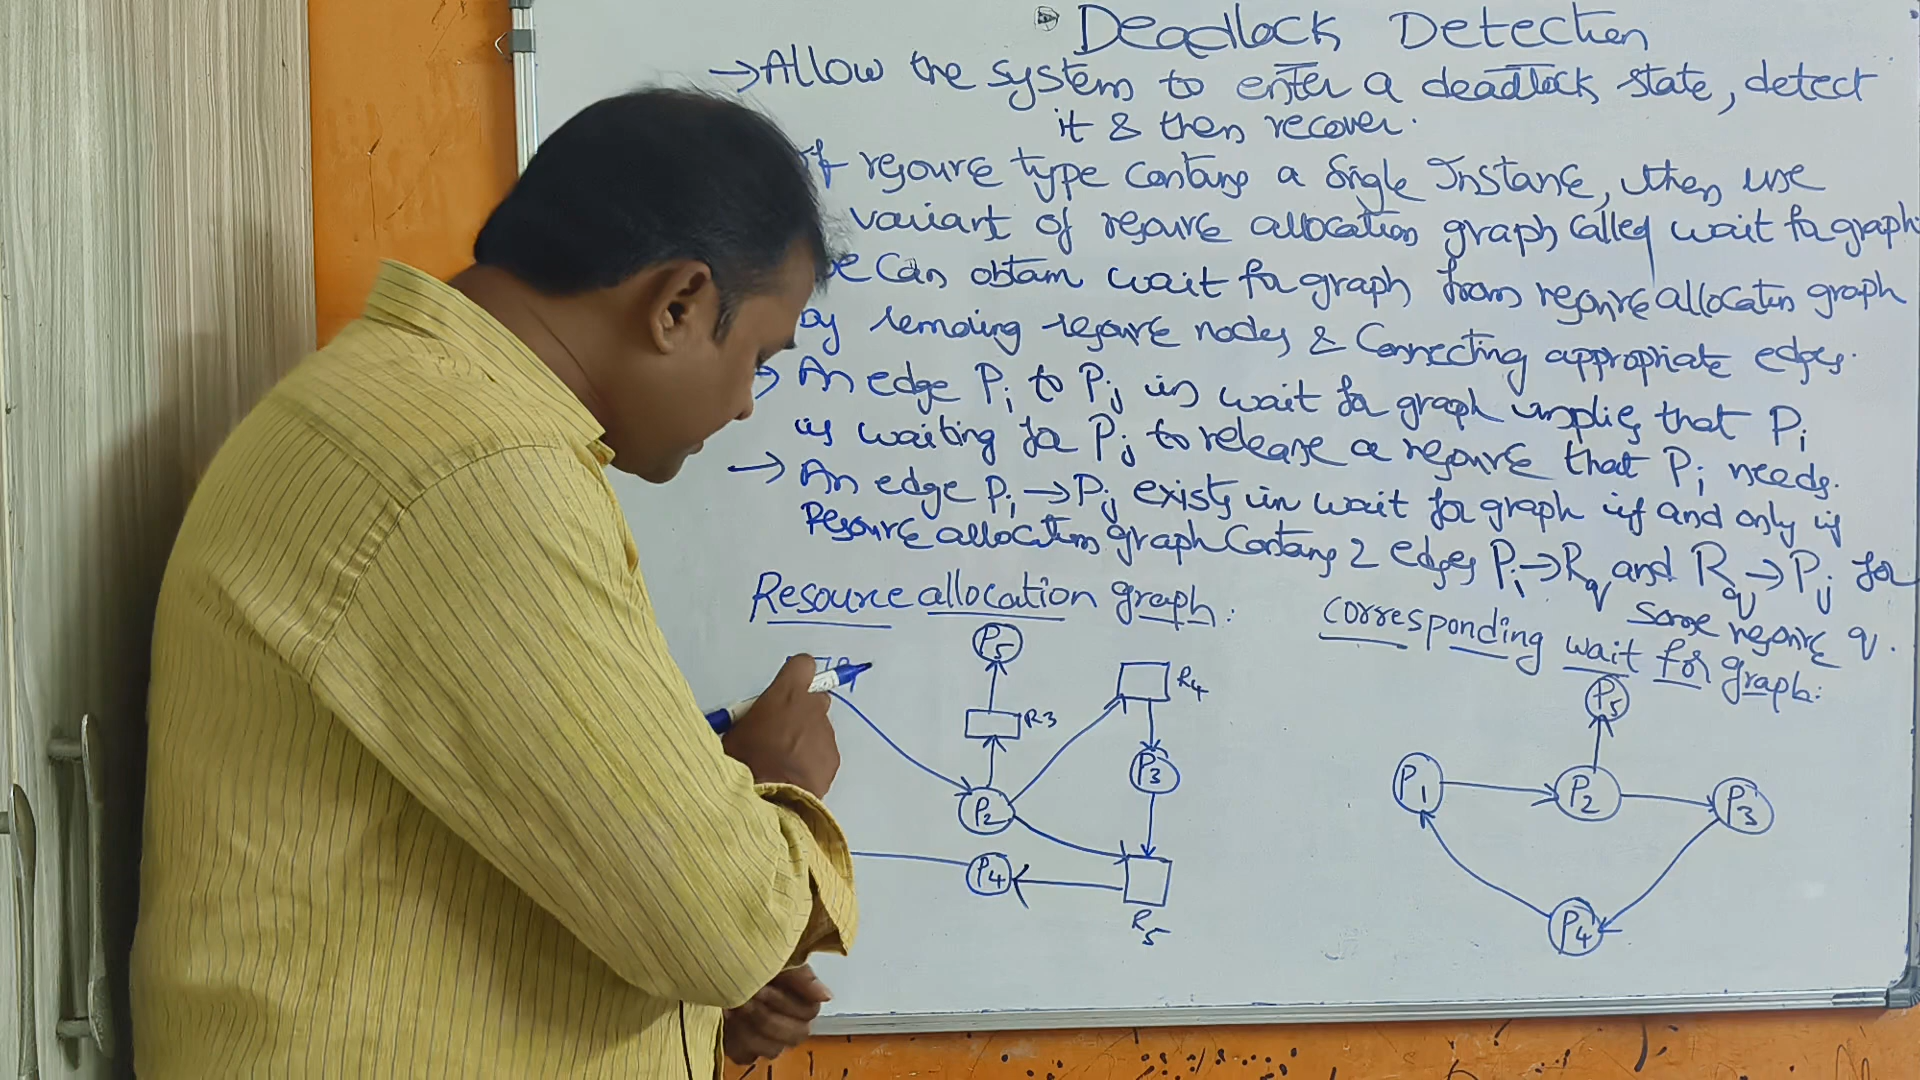 Deadlock Detection
→ Allow the system to enter a deadlock state, detect
it & then recover.
If resource type contains a Single Instance, then use
variant of resource allocation graph called wait for graph.
we can obtain wait for graph from resource allocation graph
by removing resource nodes & Connecting appropriate edges.
→ An edge Pi to Pj in wait for graph implies that Pi
is waiting for Pj to release a resource that Pi needs.
→ An edge Pi → Pj exists in wait for graph if and only if
Resource allocation graph Contains 2 edges Pi → Rq and Rq → Pj for
some resource q.
Resource allocation graph:
corresponding wait for graph:
P5
R3
R4
P3
P2
P4
R5
P5
P1
P2
P3
P4